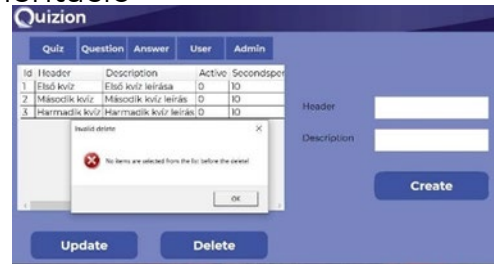 Quizion
Quiz Question Answer User Admin
Id Header Description Active Secondsper
1 Első kvíz Első kvíz leírása 0 10
2 Második kvíz Második kvíz leírás 0 10
3 Harmadik kvíz Harmadik kvíz leírás 0 10
Header
Invalid delete
Description
No items are selected from the list before the delete!
OK
Create
Update Delete